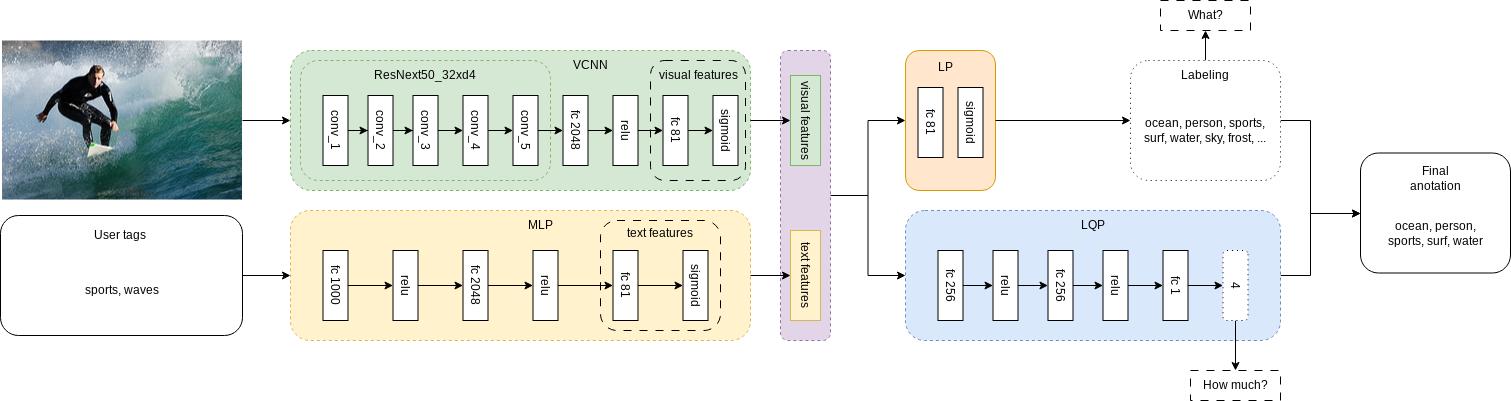 What?
VCNN
ResNext50_32xd4
visual features
conv_1
conv_2
conv_3
conv_4
conv_5
fc 2048
relu
fc 81
sigmoid
visual features
LP
fc 81
sigmoid
Labeling
ocean, person, sports,
surf, water, sky, frost, ...
Final
anotation
ocean, person,
sports, surf, water
User tags
sports, waves
MLP
text features
fc 1000
relu
fc 2048
relu
fc 81
sigmoid
text features
LQP
fc 256
relu
fc 256
relu
fc 1
4
How much?